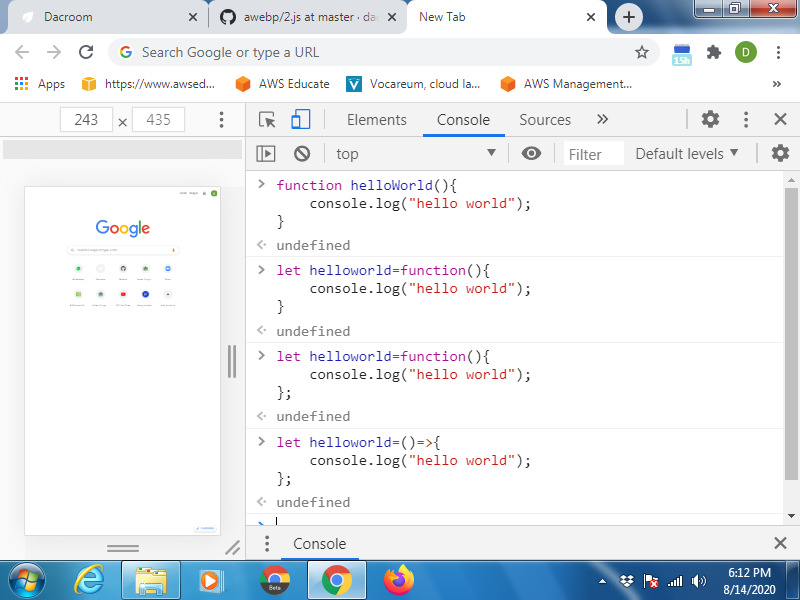 Dacroom
awebp/2.js at master · dac
New Tab
Search Google or type a URL
15h
D
Apps
https://www.awsed...
AWS Educate
Vocareum, cloud la...
AWS Management...
243 × 435
Elements
Console
Sources
top
Filter
Default levels
Google
function helloWorld(){
console.log("hello world");
}
undefined
let helloworld=function(){
console.log("hello world");
}
undefined
let helloworld=function(){
console.log("hello world");
};
undefined
let helloworld=()=>{
console.log("hello world");
};
undefined
Console
Beta
6:12 PM
8/14/2020